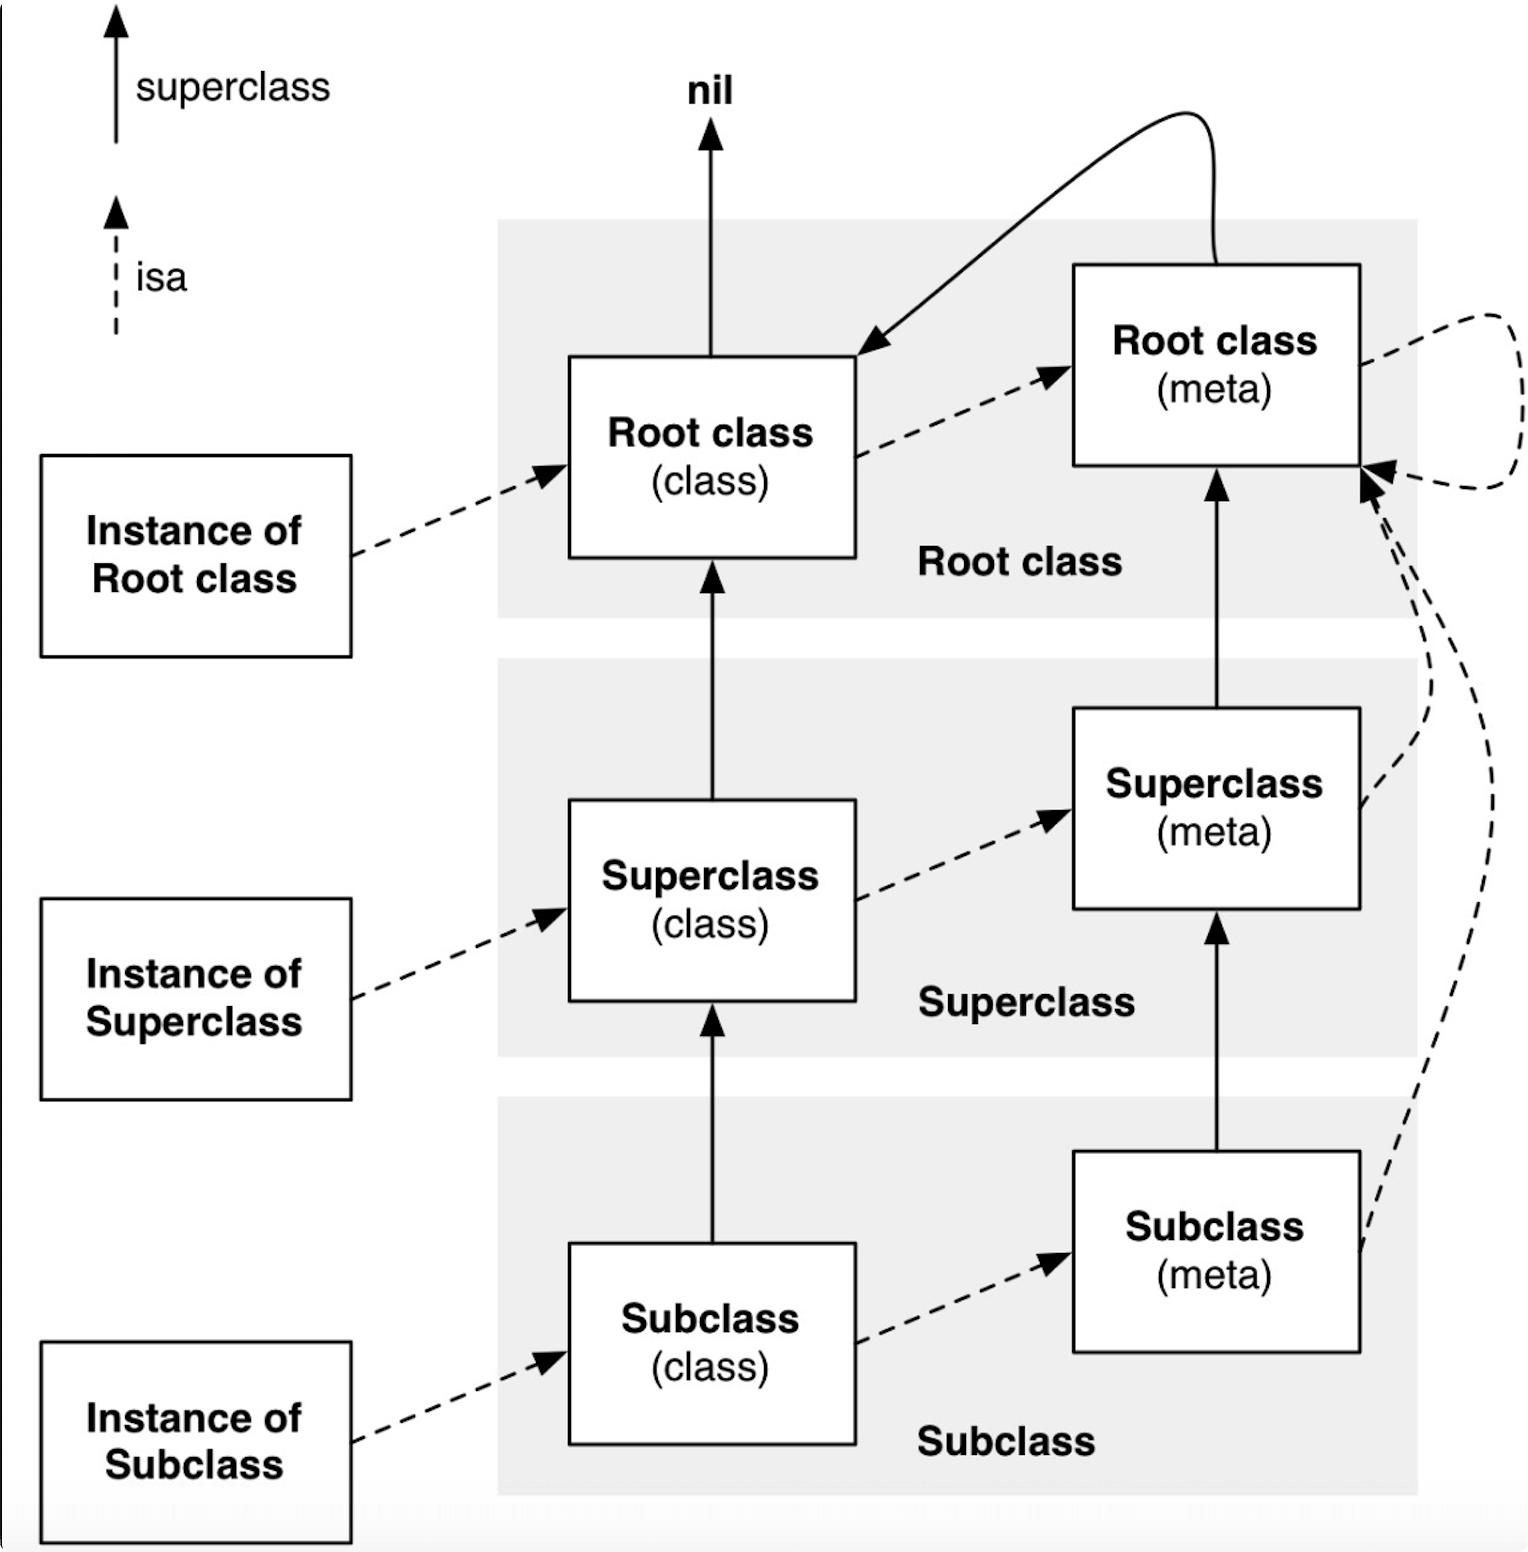 superclass
nil
isa
Root class
(meta)
Root class
(class)
Instance of
Root class
Root class
Superclass
(meta)
Superclass
(class)
Instance of
Superclass
Superclass
Subclass
(meta)
Subclass
(class)
Instance of
Subclass
Subclass